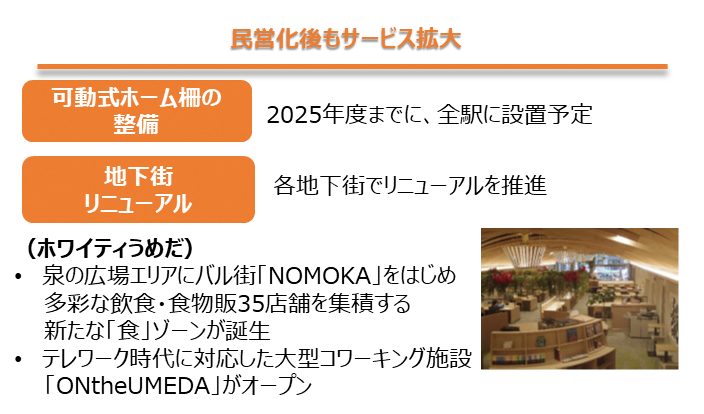 民営化後もサービス拡大
可動式ホーム柵の
整備
2025年度までに、全駅に設置予定
地下街
リニューアル
各地下街でリニューアルを推進
（ホワイティうめだ）
• 泉の広場エリアにバル街「NOMOKA」をはじめ
多彩な飲食・食物販35店舗を集積する
新たな「食」ゾーンが誕生
• テレワーク時代に対応した大型コワーキング施設
「ONtheUMEDA」がオープン